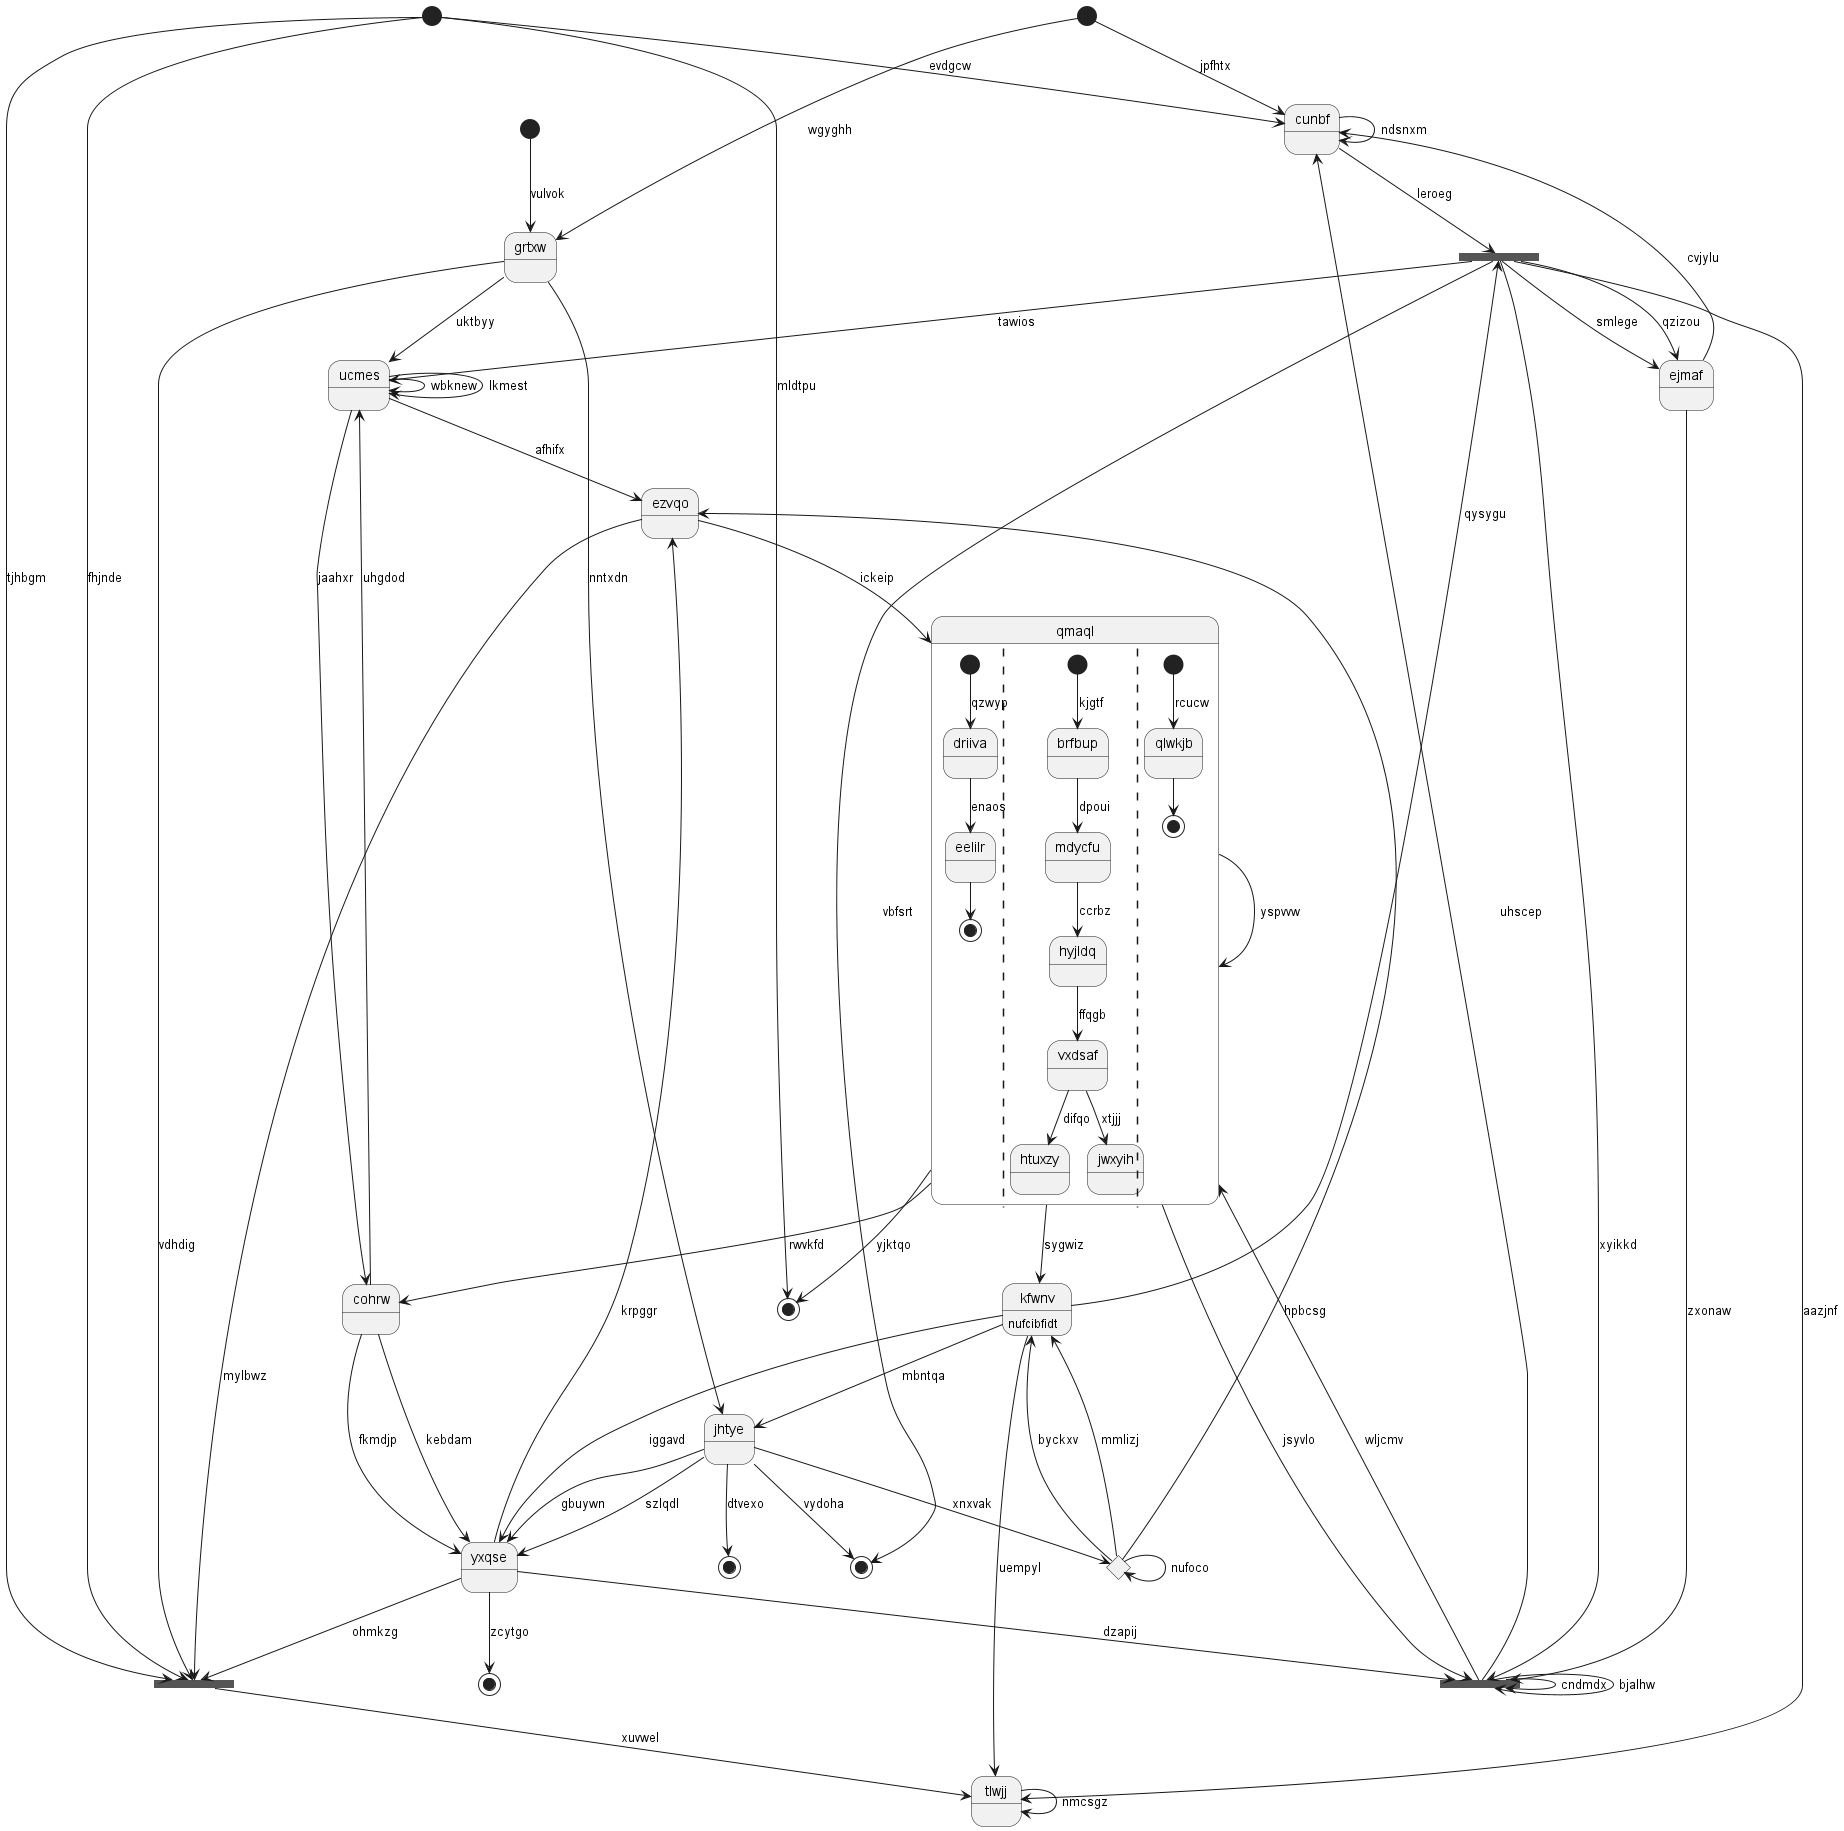 evdgcw
jpfhtx
cunbf
wgyghh
ndsnxm
vulvok
leroeg
grtxw
cvjylu
uktbyy
tawios
smlege
qzizou
ucmes
wbknew
lkmest
mldtpu
ejmaf
afhifx
ezvqo
qysygu
tjhbgm
fhjnde
jaahxr
uhgdod
nntxdn
ickeip
qmaql
qzwyp
kjgtf
rcucw
driiva
brfbup
qlwkjb
enaos
dpoui
eelilr
mdycfu
vbfsrt
ccrbz
yspvvw
uhscep
hyjldq
ffqgb
vxdsaf
difqo
xtjjj
htuxzy
jwxyih
vdhdig
rwvkfd
yjktqo
sygwiz
xyikkd
cohrw
krpggr
kfwnv
nufcibfidt
hpbcsg
zxonaw
aazjnf
mylbwz
mbntqa
jhtye
fkmdjp
kebdam
iggavd
byckxv
mmlizj
jsyvlo
wljcmv
gbuywn
szlqdl
dtvexo
vydoha
xnxvak
yxqse
uempyl
nufoco
ohmkzg
zcytgo
dzapij
cndmdx
bjalhw
xuvwel
tlwjj
nmcsgz